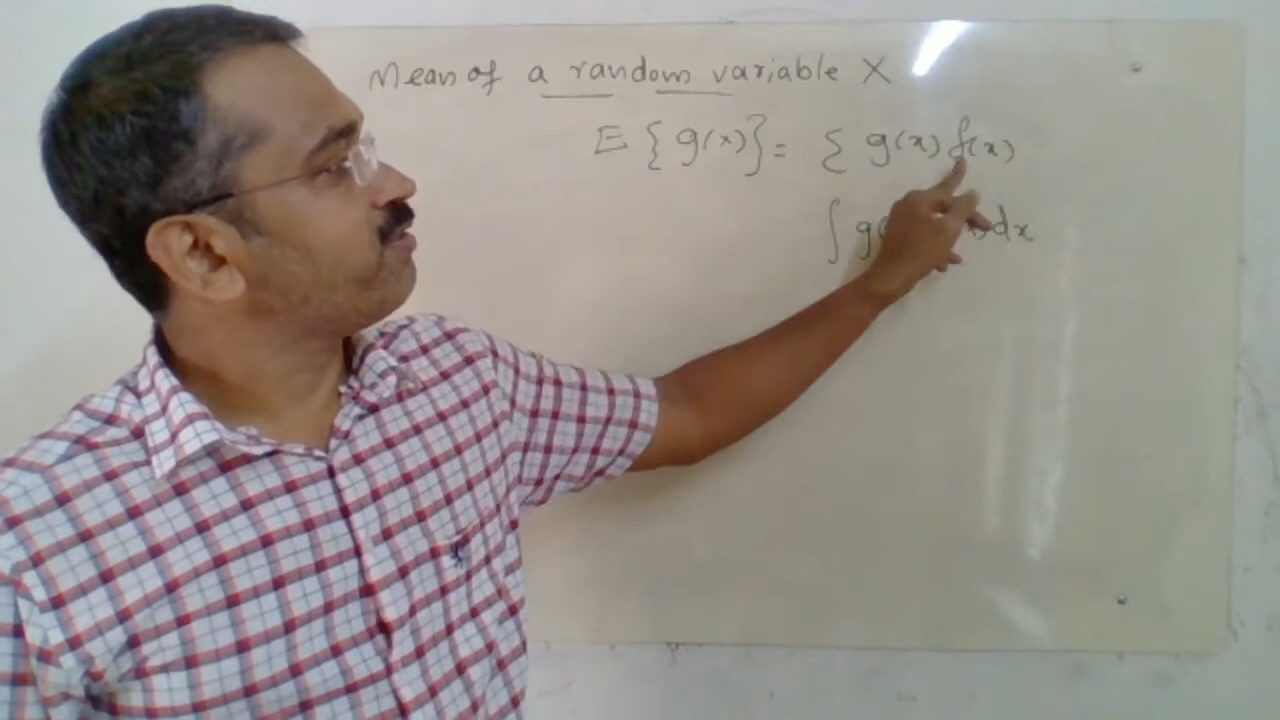 Mean of a random variable X
E { g(x) } = Σ g(x) f(x)
∫ g( x) dx